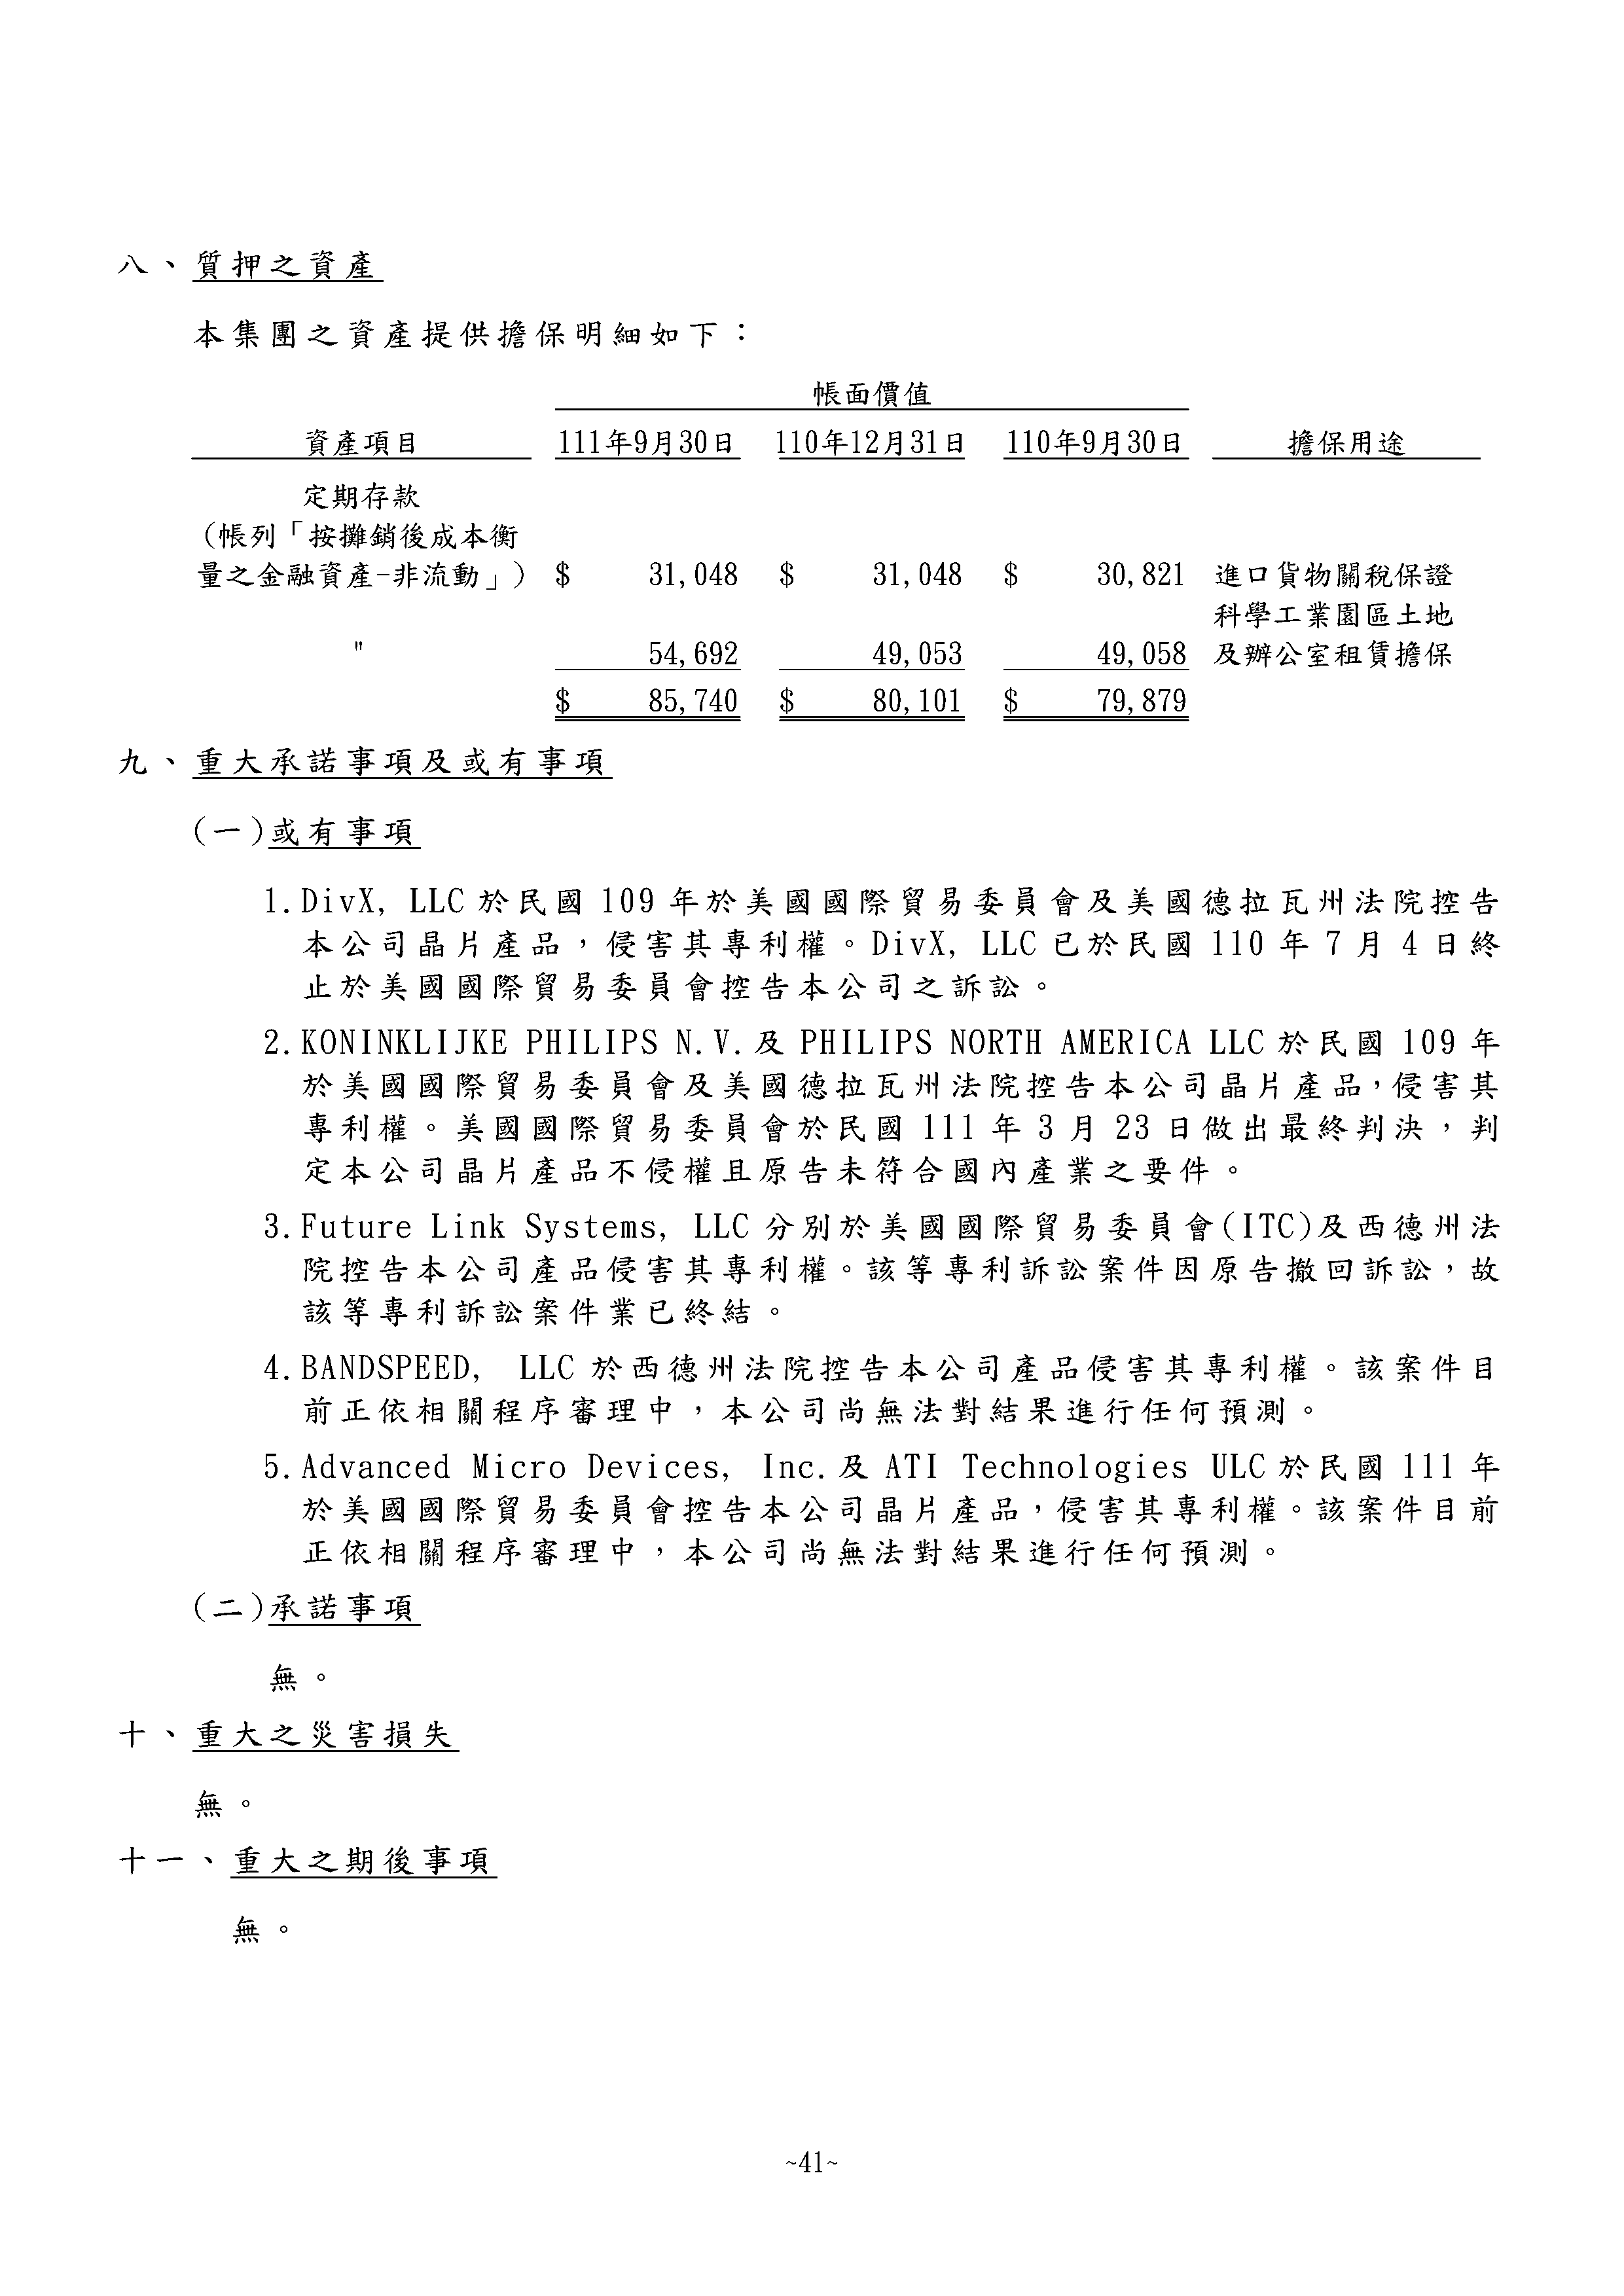 八、質押之資產
本集團之資產提供擔保明細如下：
帳面價值
資產項目 111年9月30日 110年12月31日 110年9月30日 擔保用途
定期存款
(帳列「按攤銷後成本衡
量之金融資產-非流動」) $ 31,048 $ 31,048 $ 30,821 進口貨物關稅保證
科學工業園區土地
" 54,692 49,053 49,058 及辦公室租賃擔保
$ 85,740 $ 80,101 $ 79,879
九、重大承諾事項及或有事項
(一)或有事項
1.DivX, LLC 於民國 109 年於美國國際貿易委員會及美國德拉瓦州法院控告
本公司晶片產品，侵害其專利權。DivX, LLC 已於民國 110 年 7 月 4 日終
止於美國國際貿易委員會控告本公司之訴訟。
2.KONINKLIJKE PHILIPS N.V.及 PHILIPS NORTH AMERICA LLC 於民國 109 年
於美國國際貿易委員會及美國德拉瓦州法院控告本公司晶片產品，侵害其
專利權。美國國際貿易委員會於民國 111 年 3 月 23 日做出最終判決，判
定本公司晶片產品不侵權且原告未符合國內產業之要件。
3.Future Link Systems, LLC 分別於美國國際貿易委員會(ITC)及西德州法
院控告本公司產品侵害其專利權。該等專利訴訟案件因原告撤回訴訟，故
該等專利訴訟案件業已終結。
4.BANDSPEED, LLC 於西德州法院控告本公司產品侵害其專利權。該案件目
前正依相關程序審理中，本公司尚無法對結果進行任何預測。
5.Advanced Micro Devices, Inc.及 ATI Technologies ULC 於民國 111 年
於美國國際貿易委員會控告本公司晶片產品，侵害其專利權。該案件目前
正依相關程序審理中，本公司尚無法對結果進行任何預測。
(二)承諾事項
無。
十、重大之災害損失
無。
十一、重大之期後事項
無。
~41~